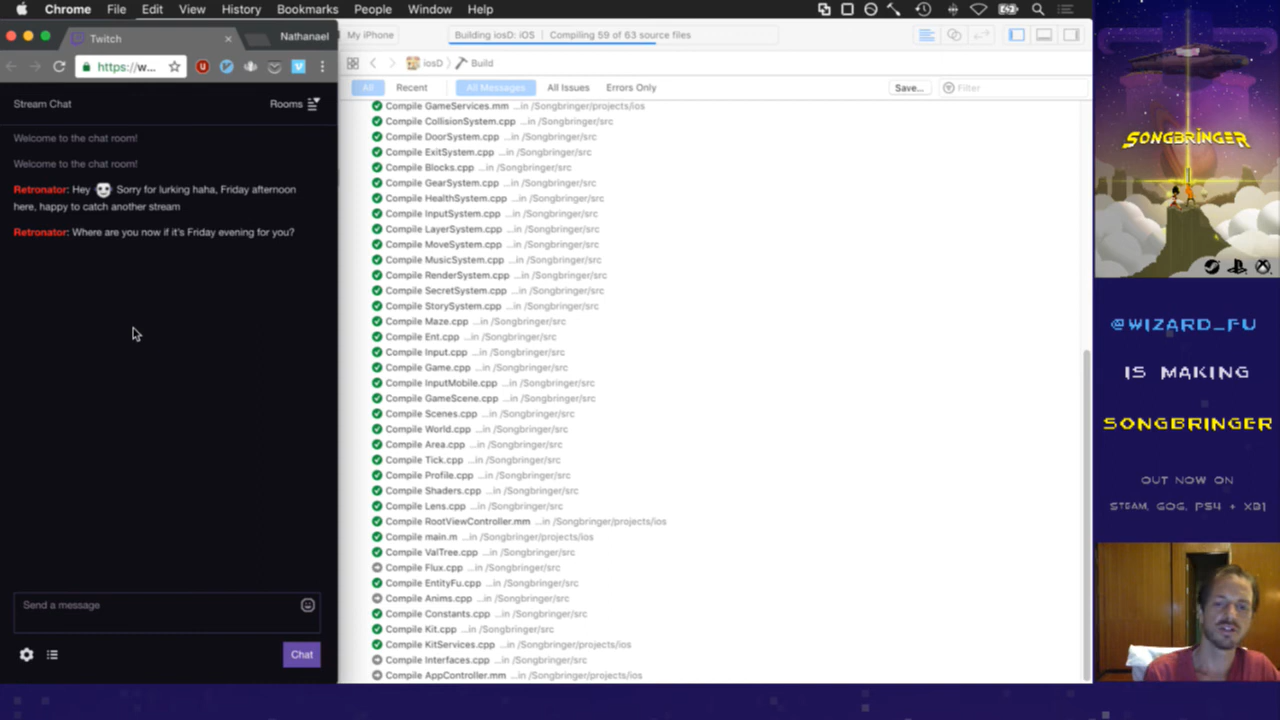 Chrome File Edit View History Bookmarks People Window Help
Twitch
Nathanael
My iPhone
Building iosD: iOS | Compiling 59 of 63 source files
https://w...
iosD
Build
Stream Chat
Rooms
All
Recent
All Messages
All Issues
Errors Only
Save...
Filter
Welcome to the chat room!
Welcome to the chat room!
Retronator: Hey Sorry for lurking haha, Friday afternoon
here, happy to catch another stream
Retronator: Where are you now if it's Friday evening for you?
Send a message
Chat
Compile GameServices.mm ...in /Songbringer/projects/ios
Compile CollisionSystem.cpp ...in /Songbringer/src
Compile DoorSystem.cpp ...in /Songbringer/src
Compile ExitSystem.cpp ...in /Songbringer/src
Compile Blocks.cpp ...in /Songbringer/src
Compile GearSystem.cpp ...in /Songbringer/src
Compile HealthSystem.cpp ...in /Songbringer/src
Compile InputSystem.cpp ...in /Songbringer/src
Compile LayerSystem.cpp ...in /Songbringer/src
Compile MoveSystem.cpp ...in /Songbringer/src
Compile MusicSystem.cpp ...in /Songbringer/src
Compile RenderSystem.cpp ...in /Songbringer/src
Compile SecretSystem.cpp ...in /Songbringer/src
Compile StorySystem.cpp ...in /Songbringer/src
Compile Maze.cpp ...in /Songbringer/src
Compile Ent.cpp ...in /Songbringer/src
Compile Input.cpp ...in /Songbringer/src
Compile Game.cpp ...in /Songbringer/src
Compile InputMobile.cpp ...in /Songbringer/src
Compile GameScene.cpp ...in /Songbringer/src
Compile Scenes.cpp ...in /Songbringer/src
Compile World.cpp ...in /Songbringer/src
Compile Area.cpp ...in /Songbringer/src
Compile Tick.cpp ...in /Songbringer/src
Compile Profile.cpp ...in /Songbringer/src
Compile Shaders.cpp ...in /Songbringer/src
Compile Lens.cpp ...in /Songbringer/src
Compile RootViewController.mm ...in /Songbringer/projects/ios
Compile main.m ...in /Songbringer/projects/ios
Compile ValTree.cpp ...in /Songbringer/src
Compile Flux.cpp ...in /Songbringer/src
Compile EntityFu.cpp ...in /Songbringer/src
Compile Anims.cpp ...in /Songbringer/src
Compile Constants.cpp ...in /Songbringer/src
Compile Kit.cpp ...in /Songbringer/src
Compile KitServices.cpp ...in /Songbringer/projects/ios
Compile Interfaces.cpp ...in /Songbringer/src
Compile AppController.mm ...in /Songbringer/projects/ios
SONGBRINGER
@WIZARD_FU
IS MAKING
SONGBRINGER
OUT NOW ON
STEAM, GOG, PS4 + XB1